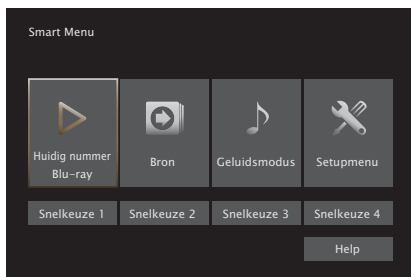 Smart Menu
Huidig nummer
Blu-ray
Bron
Geluidsmodus
Setupmenu
Snelkeuze 1
Snelkeuze 2
Snelkeuze 3
Snelkeuze 4
Help